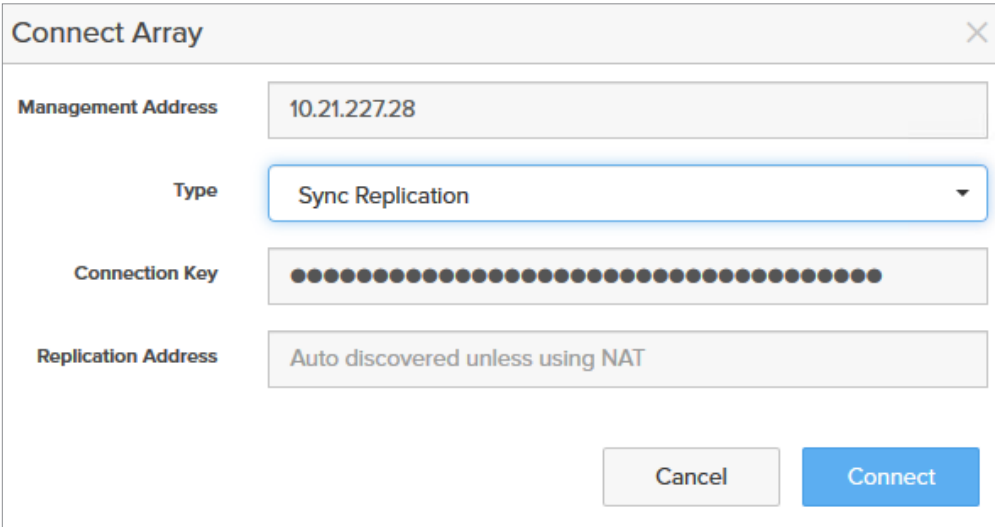 Connect Array
Management Address 10.21.227.28
Type Sync Replication
Connection Key ●●●●●●●●●●●●●●●●●●●●●●●●●●●●●●●●●●●●
Replication Address Auto discovered unless using NAT
Cancel Connect